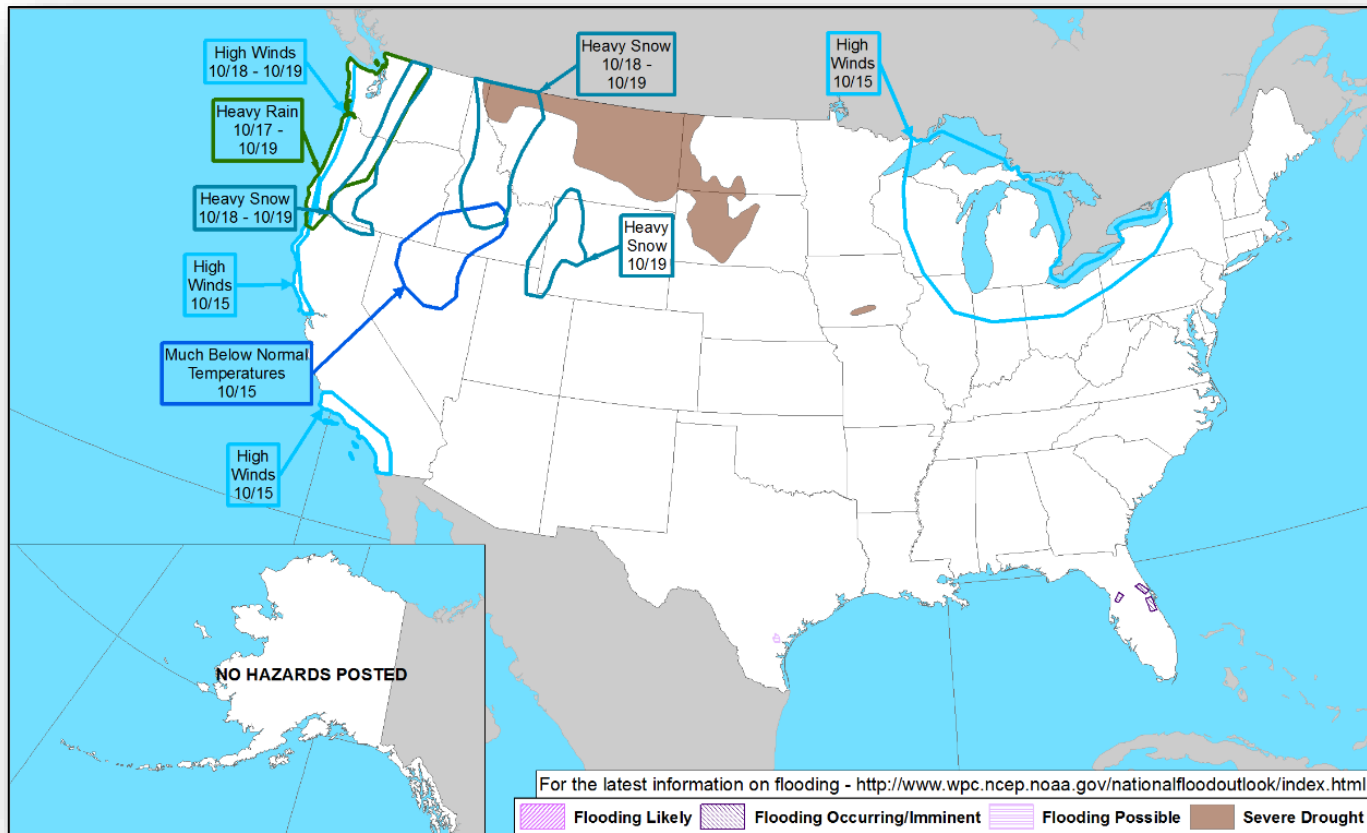 High Winds
10/18 - 10/19
Heavy Rain
10/17 -
10/19
Heavy Snow
10/18 - 10/19
High
Winds
10/15
Much Below Normal
Temperatures
10/15
High
Winds
10/15
Heavy Snow
10/18 -
10/19
Heavy
Snow
10/19
High
Winds
10/15
NO HAZARDS POSTED
For the latest information on flooding - http://www.wpc.ncep.noaa.gov/nationalfloodoutlook/index.html
Flooding Likely
Flooding Occurring/Imminent
Flooding Possible
Severe Drought